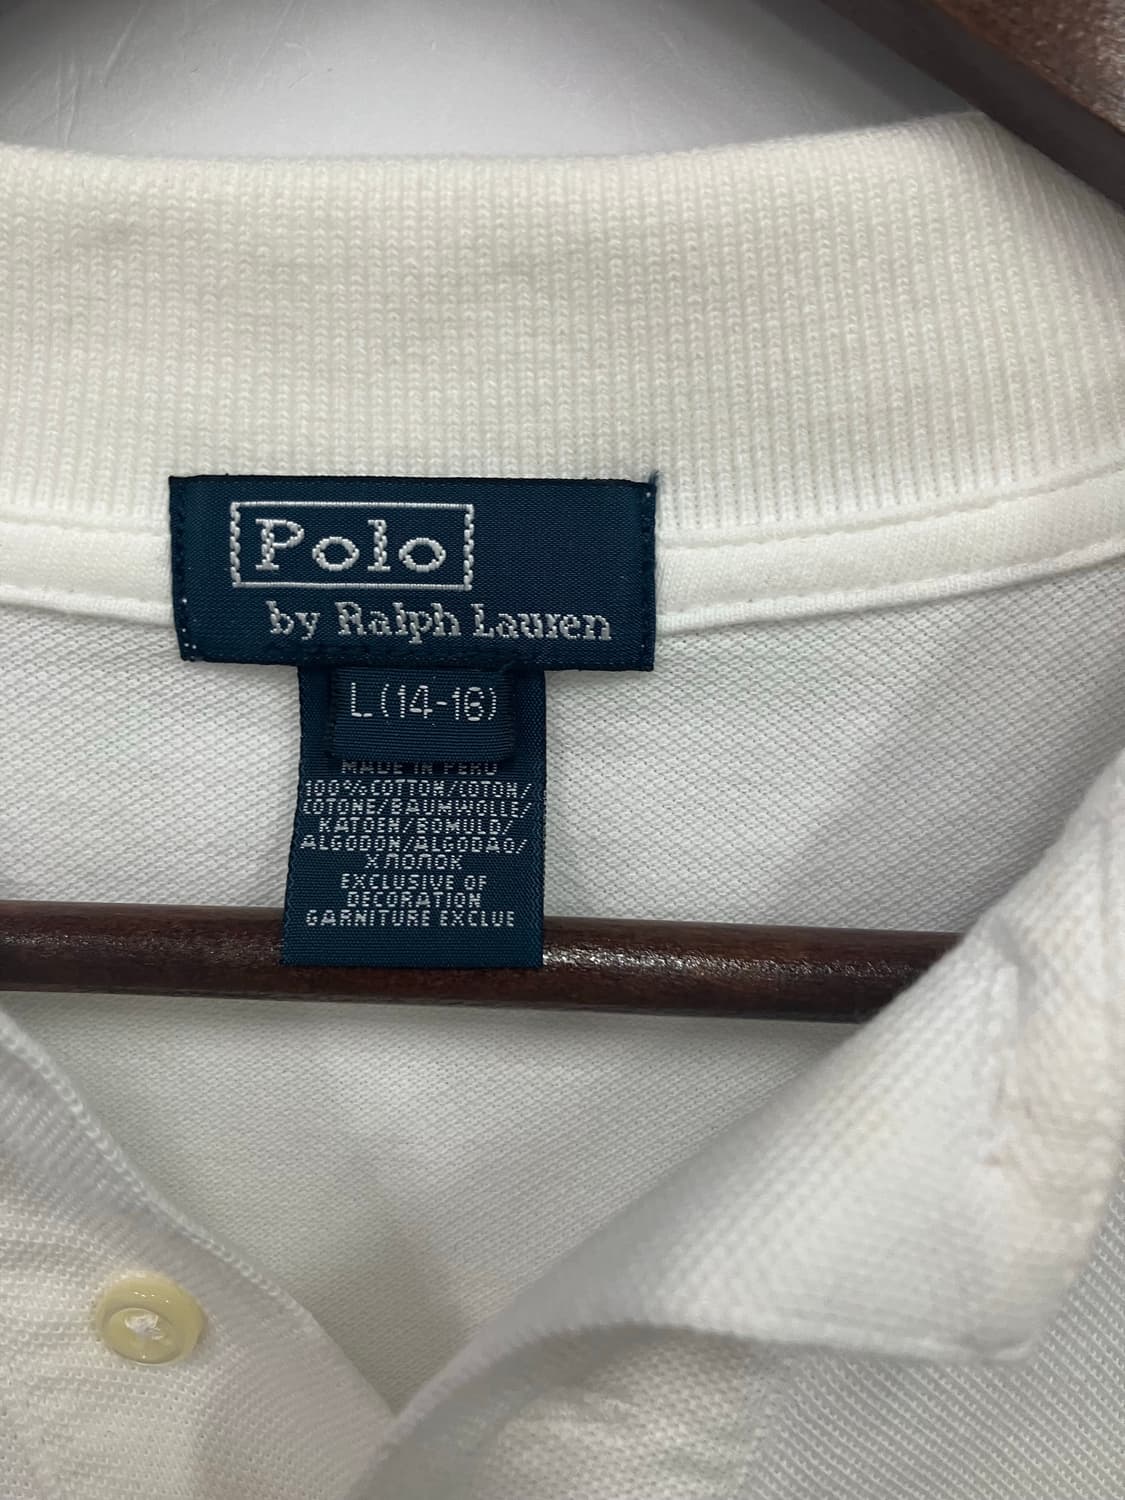 Polo
by Ralph Lauren
L (14-16)
MADE IN PERU
100% COTTON/COTON/
COTONE/BAUMWOLLE/
KATOEN/BOMULD/
ALGODON/ALGODAO/
ХЛОПОК
EXCLUSIVE OF
DECORATION
GARNITURE EXCLUE